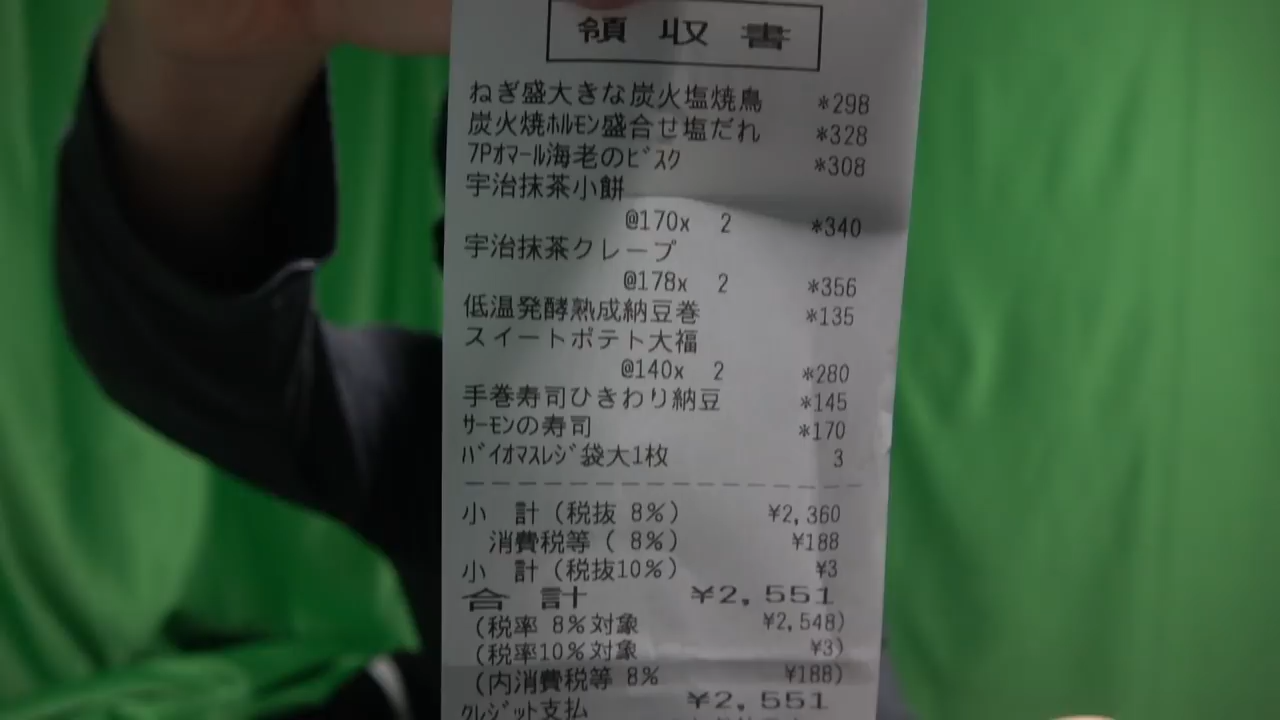 領収書
ねぎ盛大きな炭火塩焼鳥 *298
炭火焼ﾎﾙﾓﾝ盛合せ塩だれ *328
7Pｵﾏｰﾙ海老のﾋﾞｽｸ *308
宇治抹茶小餅
@170x 2 *340
宇治抹茶クレープ
@178x 2 *356
低温発酵熟成納豆巻 *135
スイートポテト大福
@140x 2 *280
手巻寿司ひきわり納豆 *145
ｻｰﾓﾝの寿司 *170
ﾊﾞｲｵﾏｽﾚｼﾞ袋大1枚 3
小 計(税抜 8%) ¥2,360
消費税等( 8%) ¥188
小 計(税抜10%) ¥3
合 計 ¥2,551
(税率 8%対象 ¥2,548)
(税率10%対象 ¥3)
(内消費税等 8% ¥188)
ｸﾚｼﾞｯﾄ支払 ¥2,551